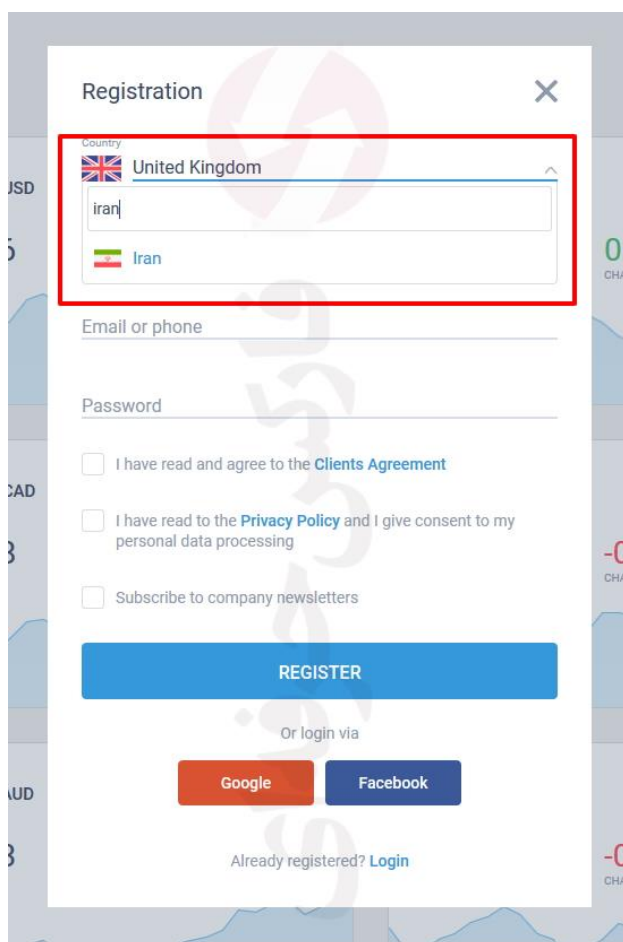 Registration
Country
United Kingdom
iran
Iran
Email or phone
Password
I have read and agree to the Clients Agreement
I have read to the Privacy Policy and I give consent to my
personal data processing
Subscribe to company newsletters
REGISTER
Or login via
Google
Facebook
Already registered? Login
CAD
AUD